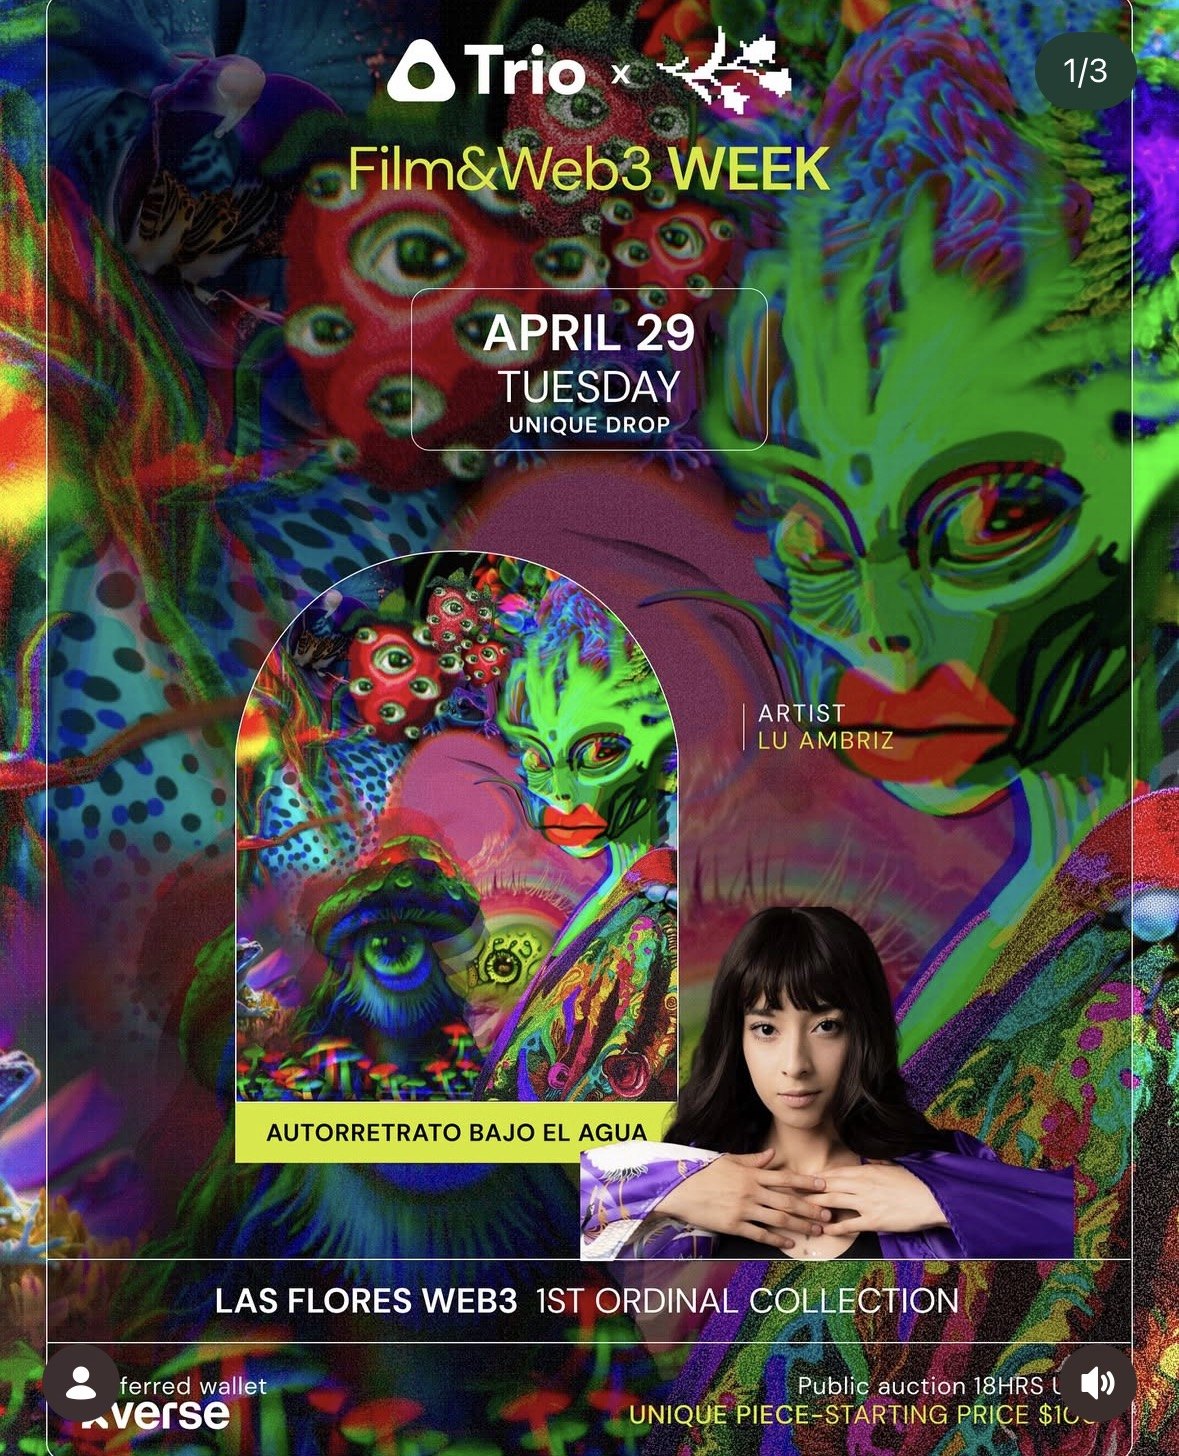 Trio x
1/3
Film&Web3 WEEK
APRIL 29
TUESDAY
UNIQUE DROP
ARTIST
LU AMBRIZ
AUTORRETRATO BAJO EL AGUA
LAS FLORES WEB3 1ST ORDINAL COLLECTION
ferred wallet
xverse
Public auction 18HRS
UNIQUE PIECE-STARTING PRICE